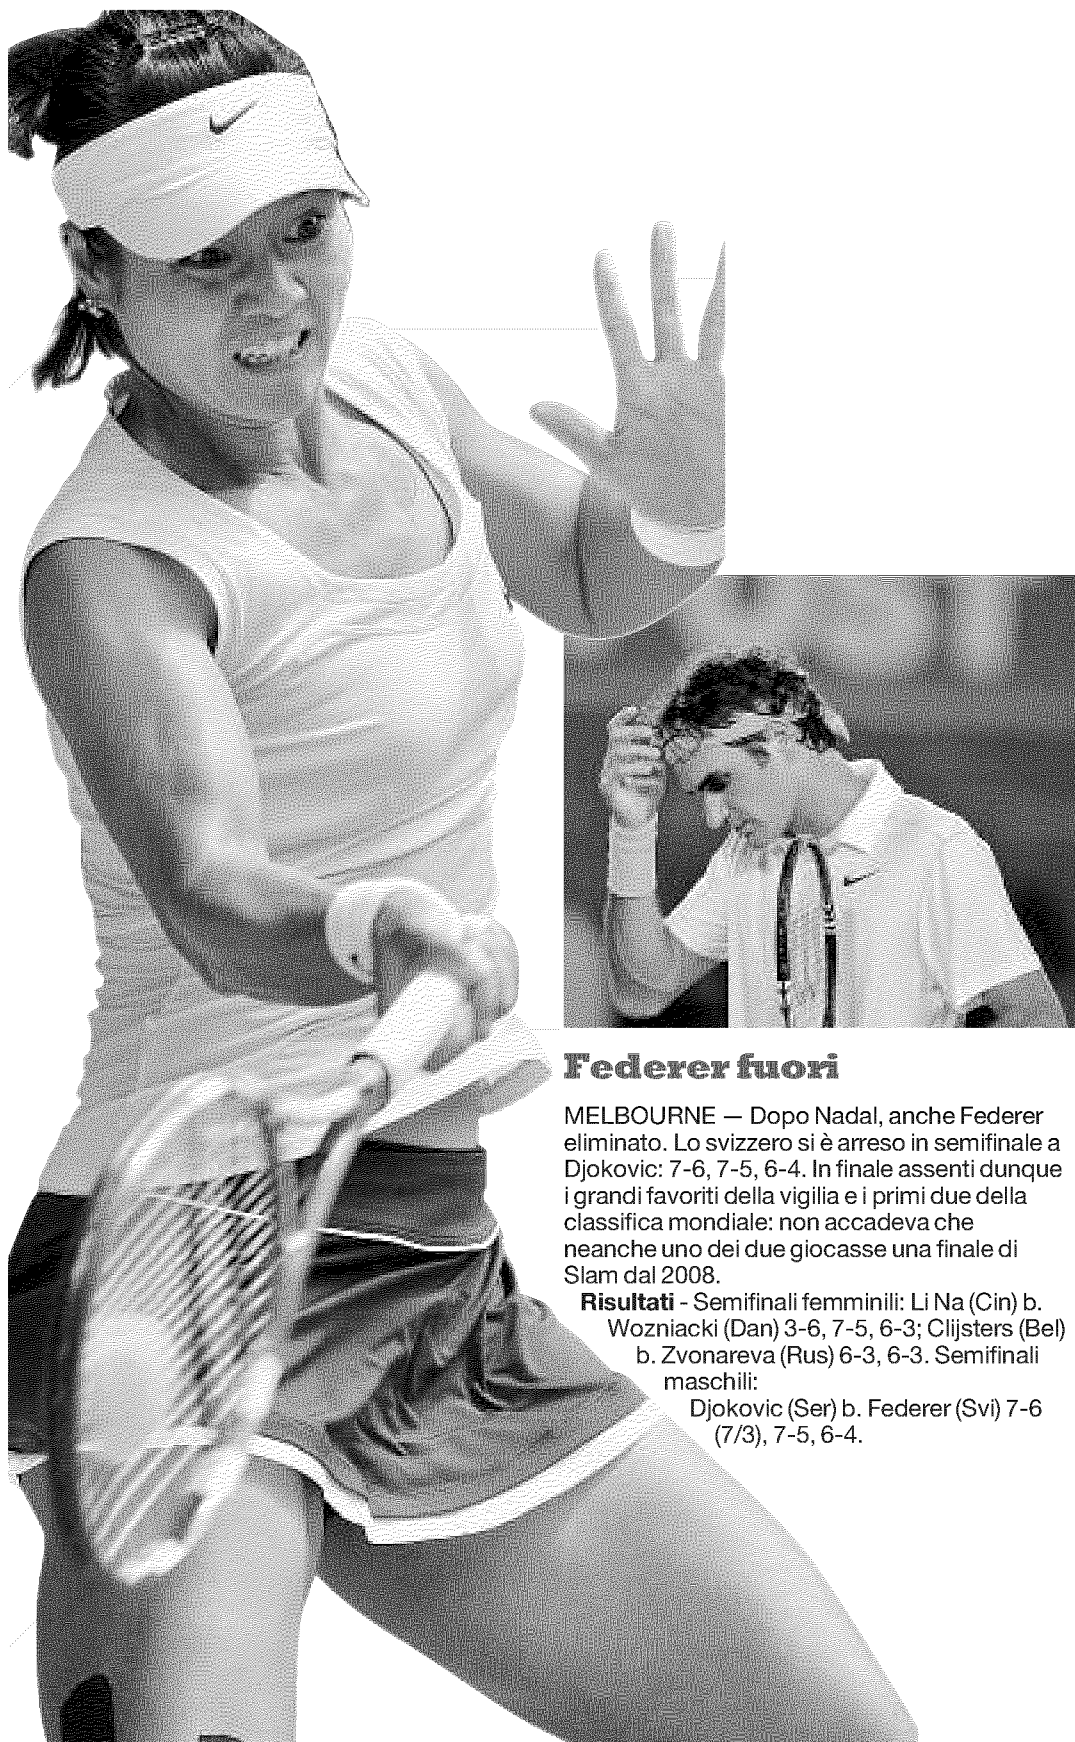 Federer fuori
MELBOURNE — Dopo Nadal, anche Federer
eliminato. Lo svizzero si è arreso in semifinale a
Djokovic: 7-6, 7-5, 6-4. In finale assenti dunque
i grandi favoriti della vigilia e i primi due della
classifica mondiale: non accadeva che
neanche uno dei due giocasse una finale di
Slam dal 2008.
Risultati - Semifinali femminili: Li Na (Cin) b.
Wozniacki (Dan) 3-6, 7-5, 6-3; Clijsters (Bel)
b. Zvonareva (Rus) 6-3, 6-3. Semifinali
maschili:
Djokovic (Ser) b. Federer (Svi) 7-6
(7/3), 7-5, 6-4.